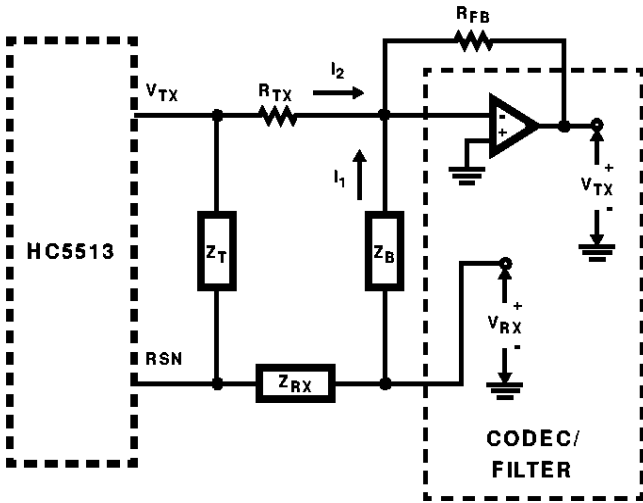 R_FB
V_TX
R_TX
I_2
-
+
I_1
+
V_TX
-
HC5513
Z_T
Z_B
+
V_RX
-
RSN
Z_RX
CODEC/
FILTER